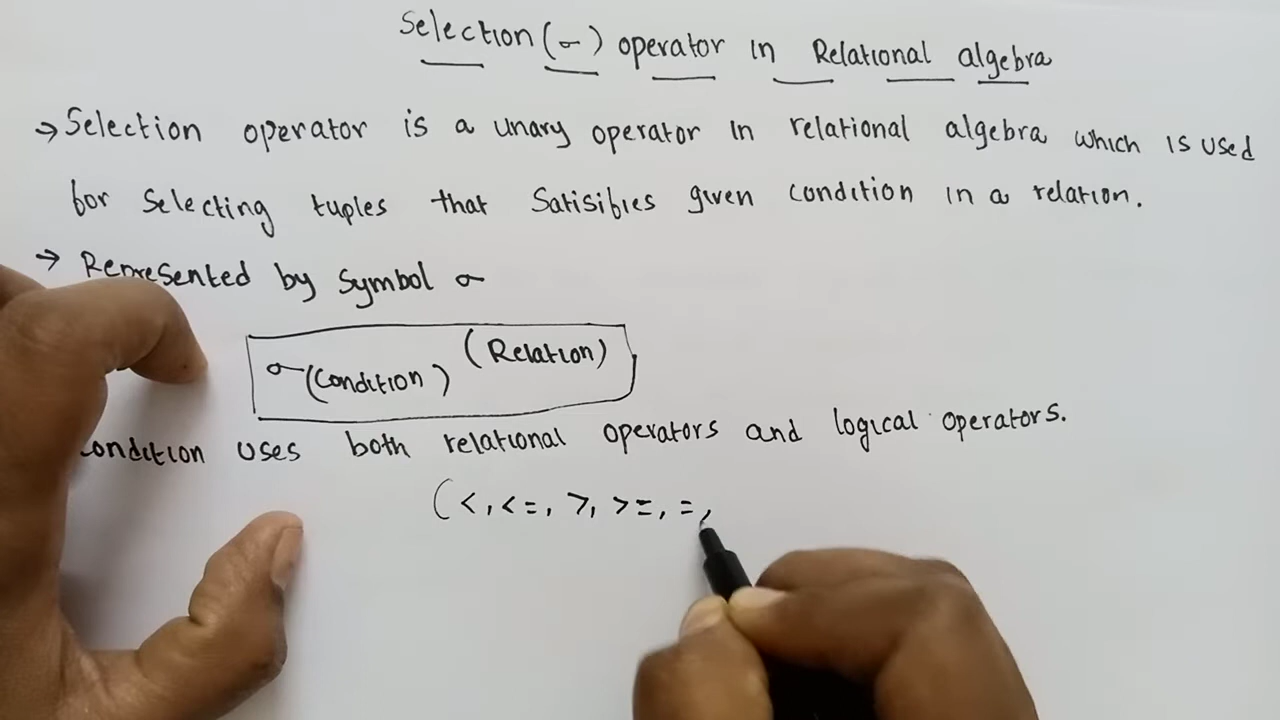 Selection (σ) operator in Relational algebra
→ Selection operator is a unary operator in relational algebra which is used
for selecting tuples that Satisifies given condition in a relation.
→ Represented by symbol σ
σ(Condition) (Relation)
condition uses both relational operators and logical operators.
(<, <=, >, >=, =,